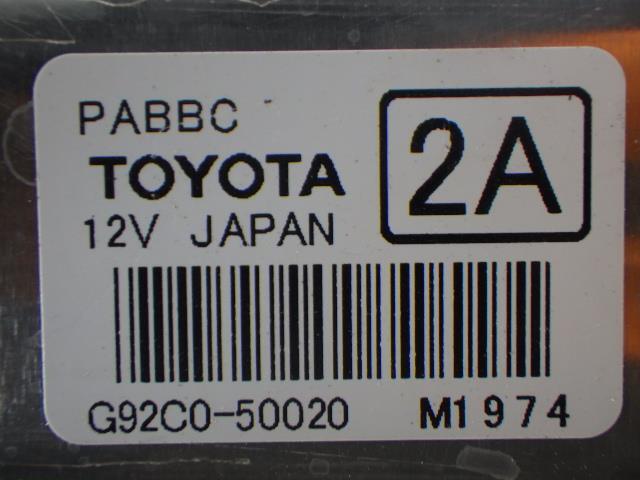 PABBC
TOYOTA
12V JAPAN
2A
G92C0-50020 M1974